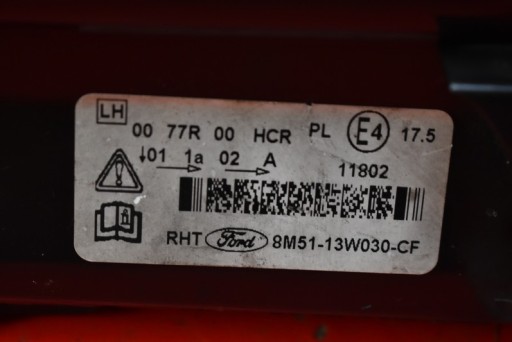 LH
00 77R 00 HCR PL E4 17.5
↓01 1a 02 A 11802
RHT Ford 8M51-13W030-CF